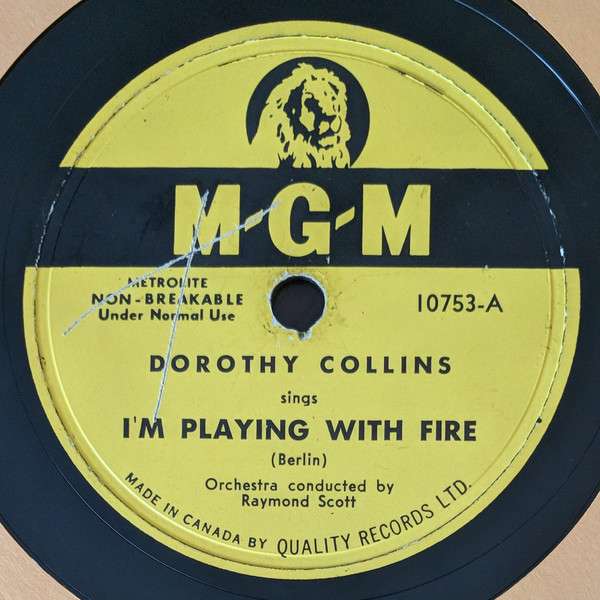 M-G-M
METROLITE
NON-BREAKABLE
Under Normal Use
10753-A
DOROTHY COLLINS
sings
I'M PLAYING WITH FIRE
(Berlin)
Orchestra conducted by
Raymond Scott
MADE IN CANADA BY QUALITY RECORDS LTD.